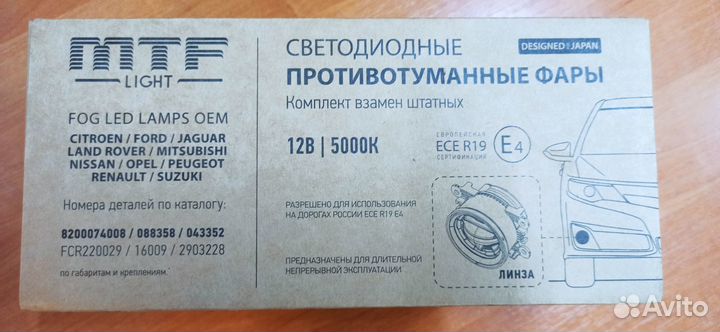 MTF
LIGHT
FOG LED LAMPS OEM
CITROEN / FORD / JAGUAR
LAND ROVER / MITSUBISHI
NISSAN / OPEL / PEUGEOT
RENAULT / SUZUKI
Номера деталей по каталогу:
8200074008 / 088358 / 043352
FCR220029 / 16009 / 2903228
по габаритам и креплениям.*
СВЕТОДИОДНЫЕ
DESIGNED IN JAPAN
ПРОТИВОТУМАННЫЕ ФАРЫ
Комплект взамен штатных
12В | 5000К
ЕВРОПЕЙСКАЯ
ECE R19
СЕРТИФИКАЦИЯ
E4
РАЗРЕШЕНО ДЛЯ ИСПОЛЬЗОВАНИЯ
НА ДОРОГАХ РОССИИ ECE R19 E4
ПРЕДНАЗНАЧЕНЫ ДЛЯ ДЛИТЕЛЬНОЙ
НЕПРЕРЫВНОЙ ЭКСПЛУАТАЦИИ
ЛИНЗА
Avito